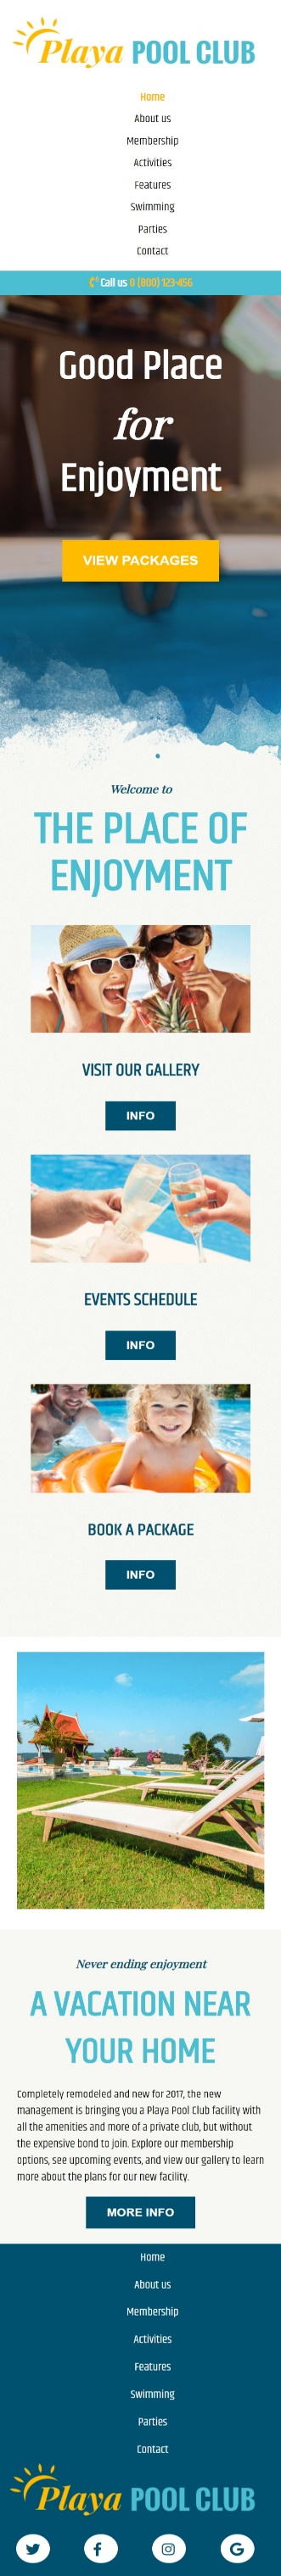 Playa POOL CLUB
Home
About us
Membership
Activities
Features
Swimming
Parties
Contact
Call us 0 (800) 123-456
Good Place
for
Enjoyment
VIEW PACKAGES
Welcome to
THE PLACE OF
ENJOYMENT
VISIT OUR GALLERY
INFO
EVENTS SCHEDULE
INFO
BOOK A PACKAGE
INFO
Never ending enjoyment
A VACATION NEAR
YOUR HOME
Completely remodeled and new for 2017, the new
management is bringing you a Playa Pool Club facility with
all the amenities and more of a private club, but without
the expensive bond to join. Explore our membership
options, see upcoming events, and view our gallery to learn
more about the plans for our new facility.
MORE INFO
Home
About us
Membership
Activities
Features
Swimming
Parties
Contact
Playa POOL CLUB